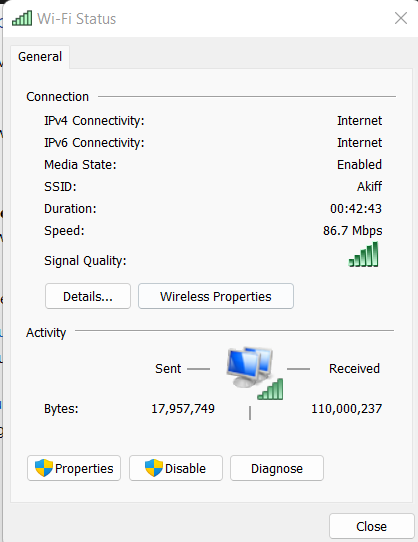 Wi-Fi Status
General
Connection
IPv4 Connectivity: Internet
IPv6 Connectivity: Internet
Media State: Enabled
SSID: Akiff
Duration: 00:42:43
Speed: 86.7 Mbps
Signal Quality:
Details... Wireless Properties
Activity
Sent Received
Bytes: 17,957,749 110,000,237
Properties Disable Diagnose
Close